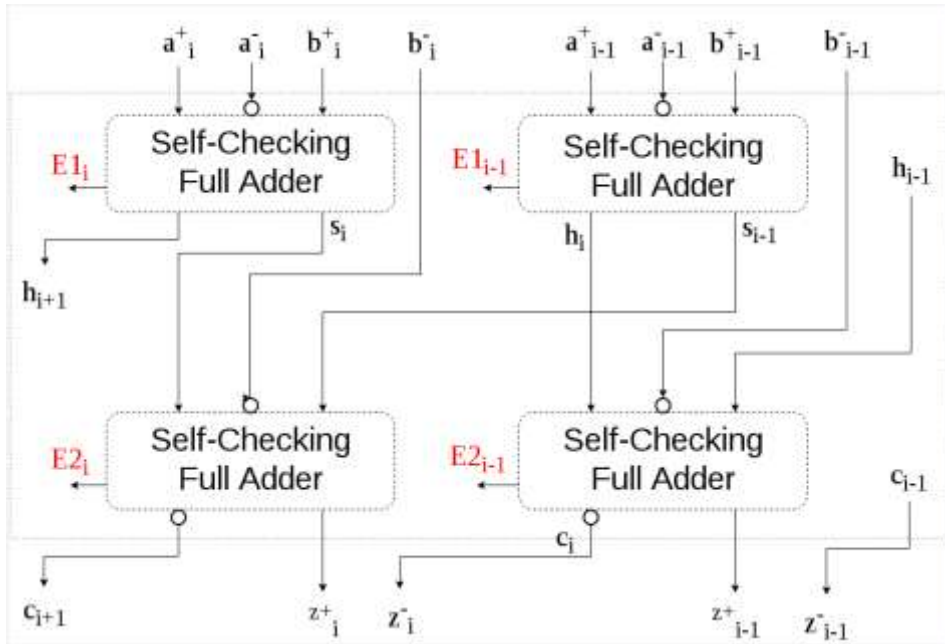 a⁺ᵢ a⁻ᵢ b⁺ᵢ b⁻ᵢ a⁺ᵢ₋₁ a⁻ᵢ₋₁ b⁺ᵢ₋₁ b⁻ᵢ₋₁
Self-Checking
Full Adder
Self-Checking
Full Adder
E1ᵢ
E1ᵢ₋₁
hᵢ₋₁
sᵢ
hᵢ
sᵢ₋₁
hᵢ₊₁
Self-Checking
Full Adder
Self-Checking
Full Adder
E2ᵢ
E2ᵢ₋₁
cᵢ₋₁
cᵢ
cᵢ₊₁ z⁺ᵢ z⁻ᵢ z⁺ᵢ₋₁ z⁻ᵢ₋₁